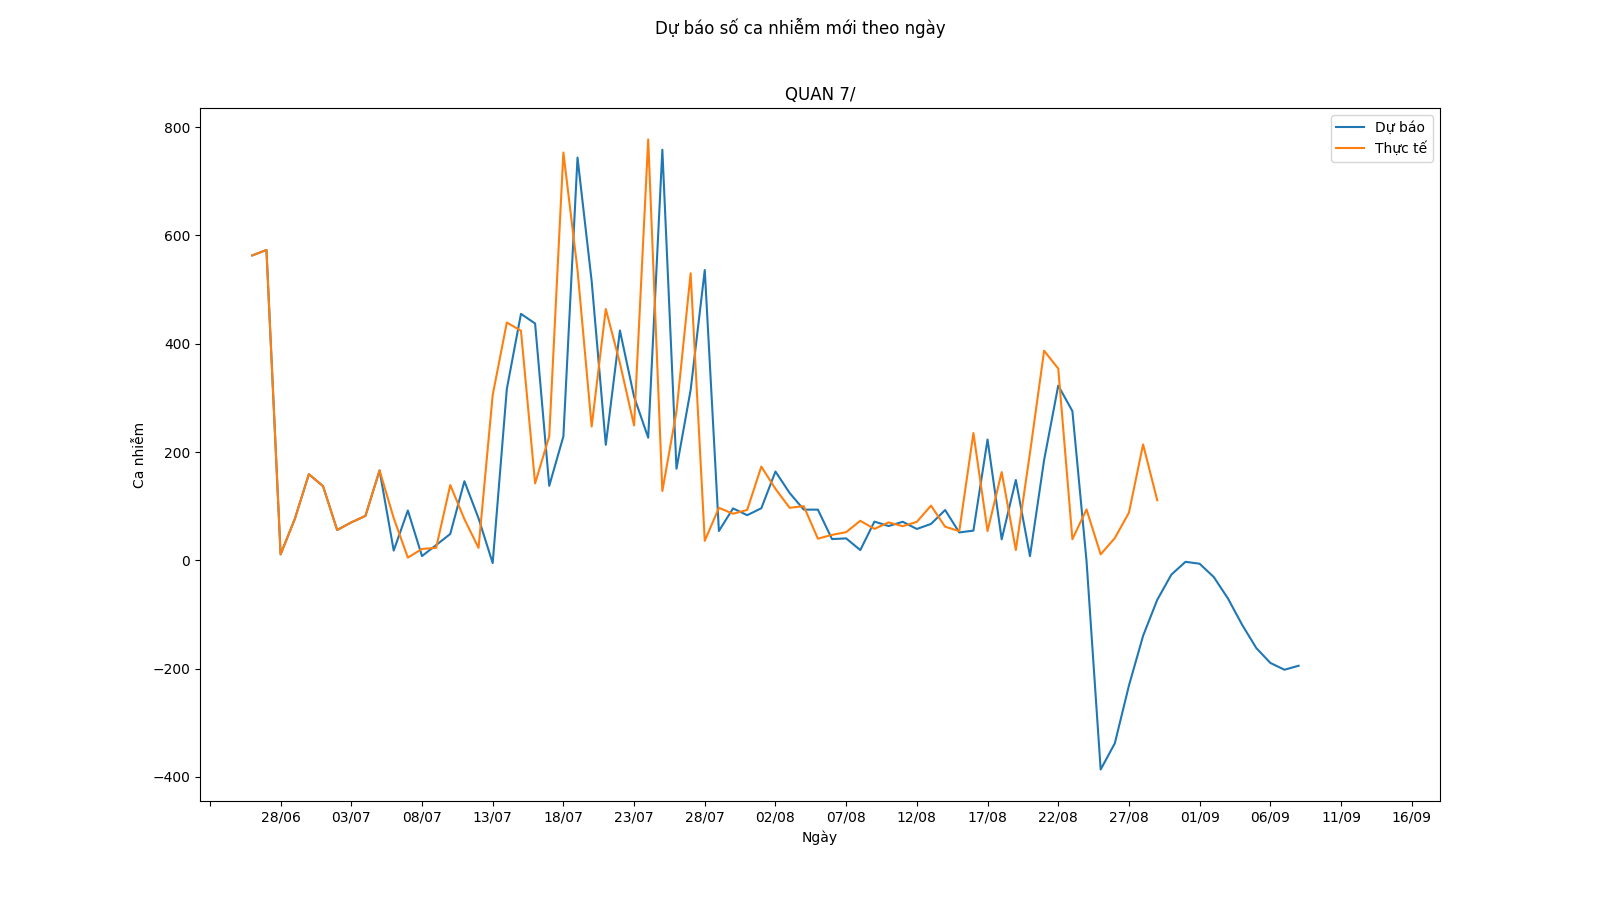 Dự báo số ca nhiễm mới theo ngày
QUAN 7/
Dự báo
Thực tế
Ca nhiễm
800
600
400
200
0
−200
−400
28/06 03/07 08/07 13/07 18/07 23/07 28/07 02/08 07/08 12/08 17/08 22/08 27/08 01/09 06/09 11/09 16/09
Ngày